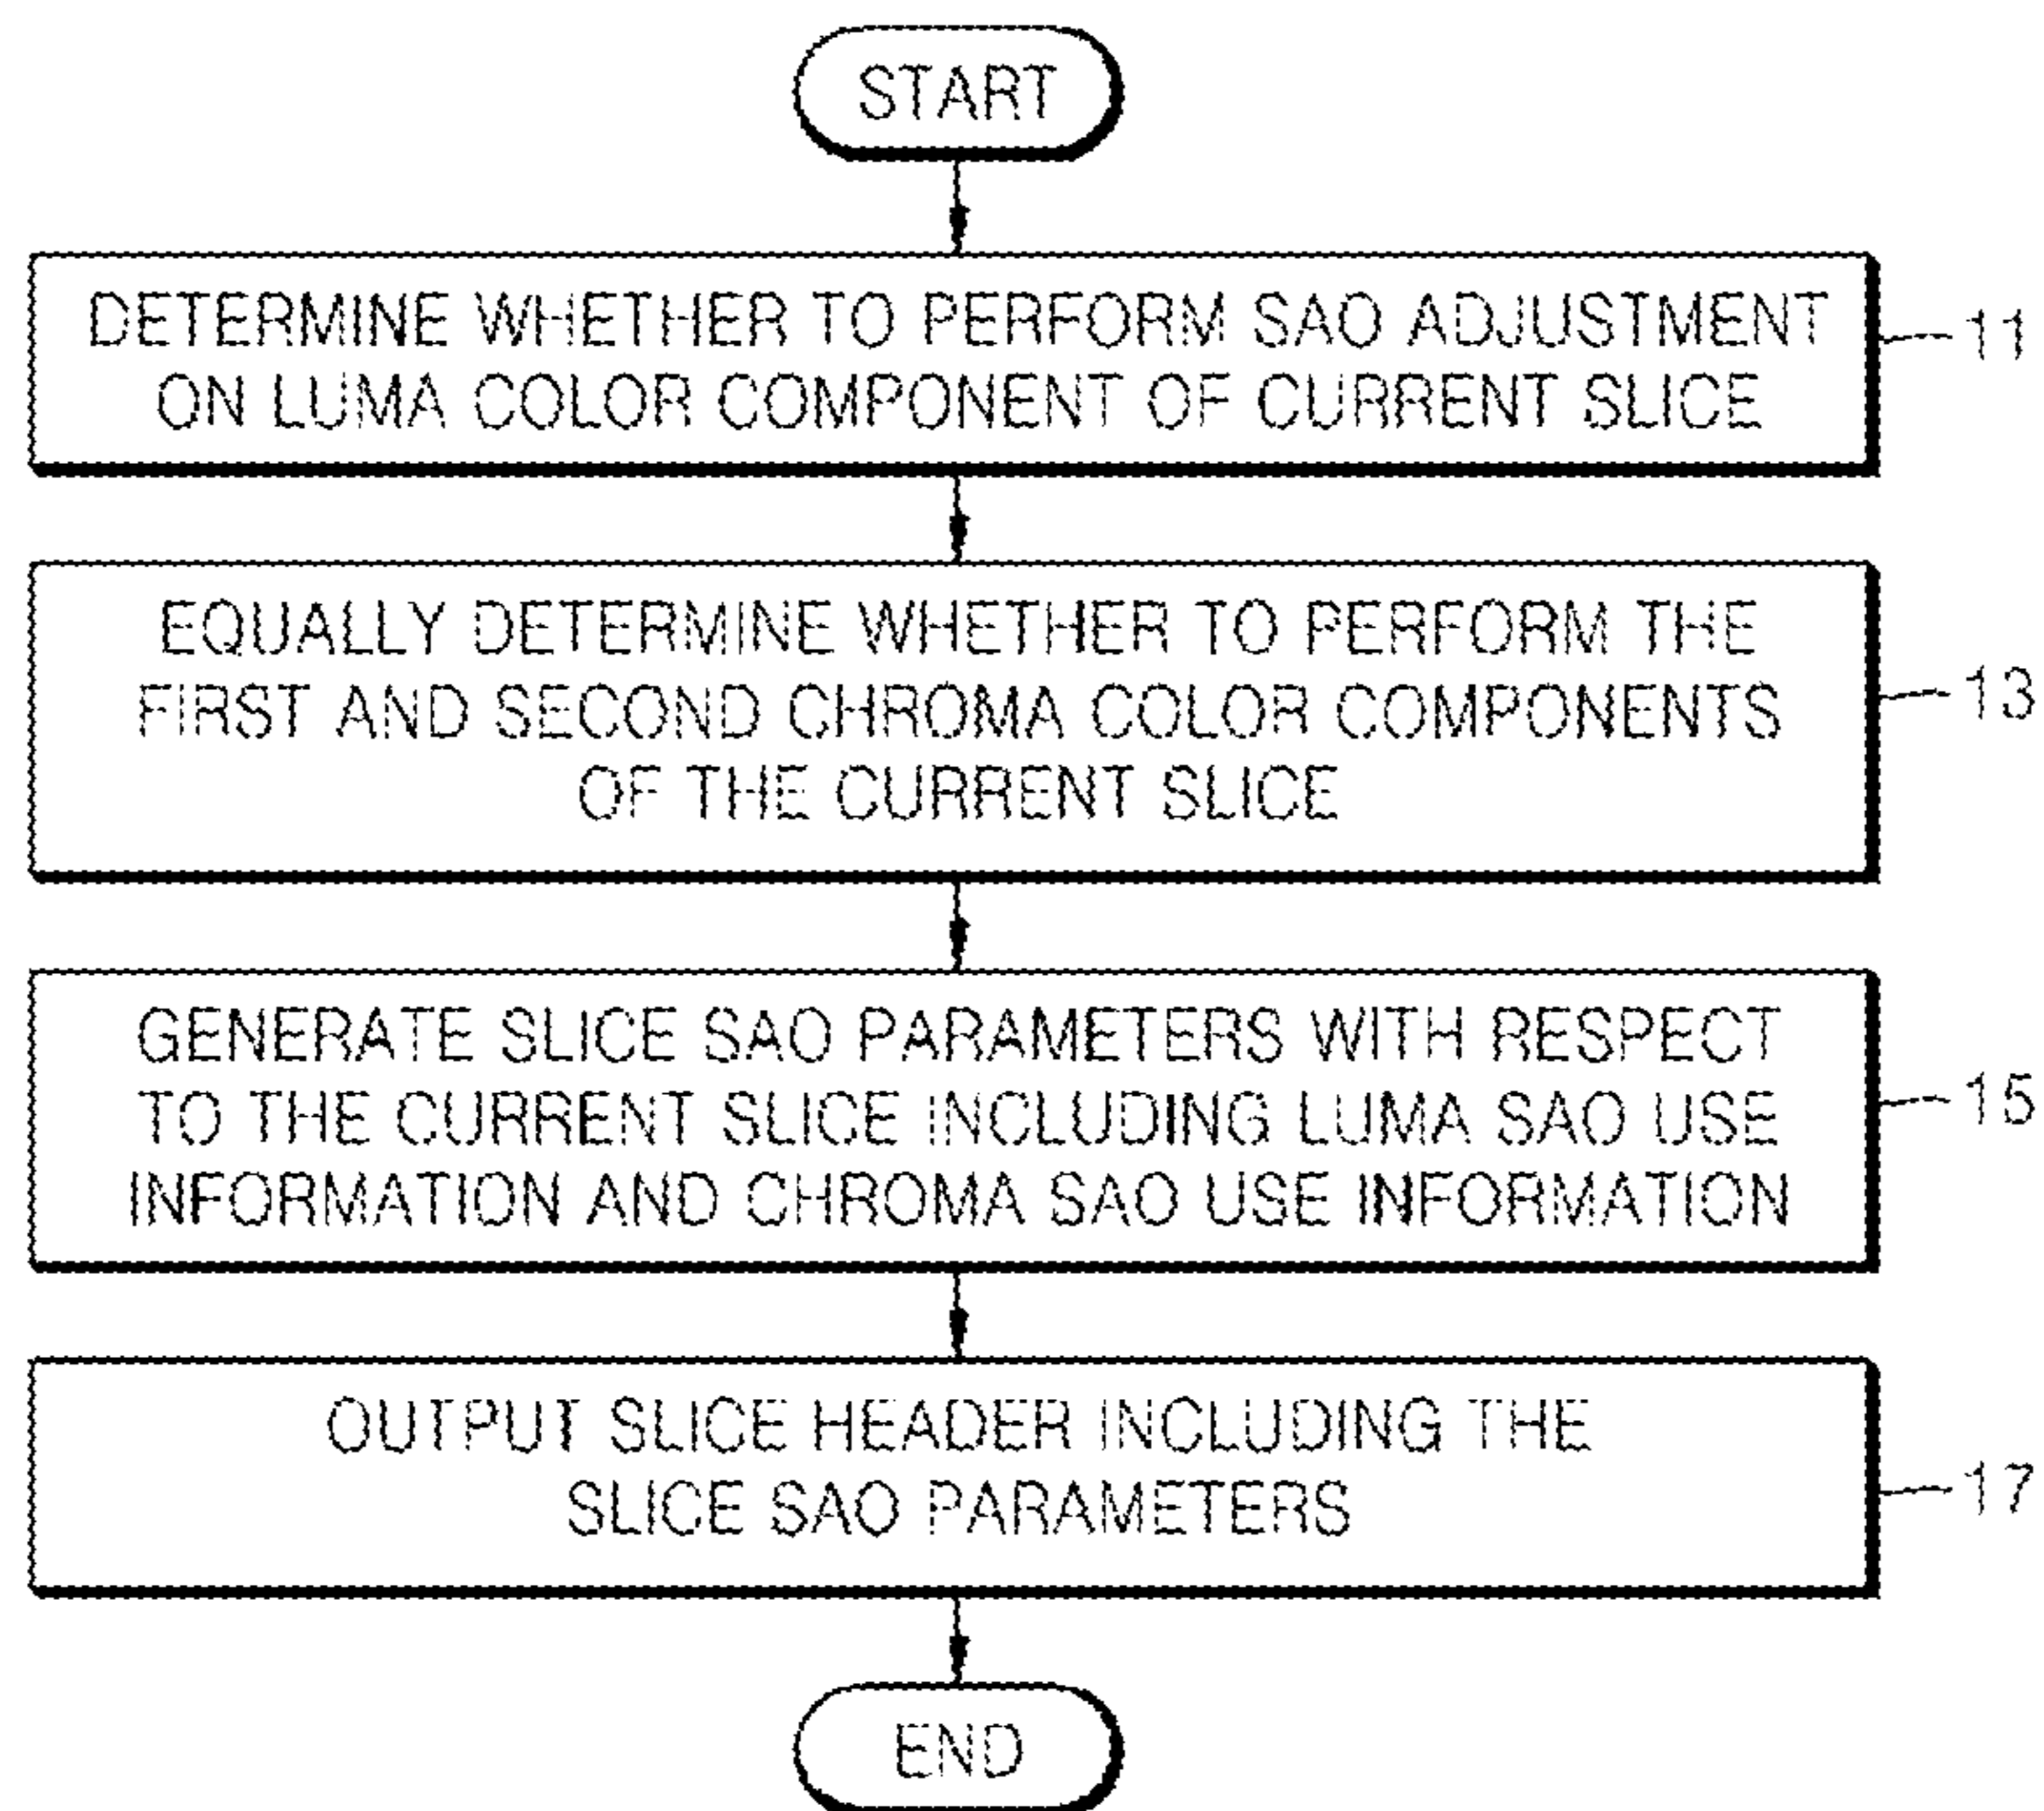 START
DETERMINE WHETHER TO PERFORM SAO ADJUSTMENT
ON LUMA COLOR COMPONENT OF CURRENT SLICE
11
EQUALLY DETERMINE WHETHER TO PERFORM THE
FIRST AND SECOND CHROMA COLOR COMPONENTS
OF THE CURRENT SLICE
13
GENERATE SLICE SAO PARAMETERS WITH RESPECT
TO THE CURRENT SLICE INCLUDING LUMA SAO USE
INFORMATION AND CHROMA SAO USE INFORMATION
15
OUTPUT SLICE HEADER INCLUDING THE
SLICE SAO PARAMETERS
17
END